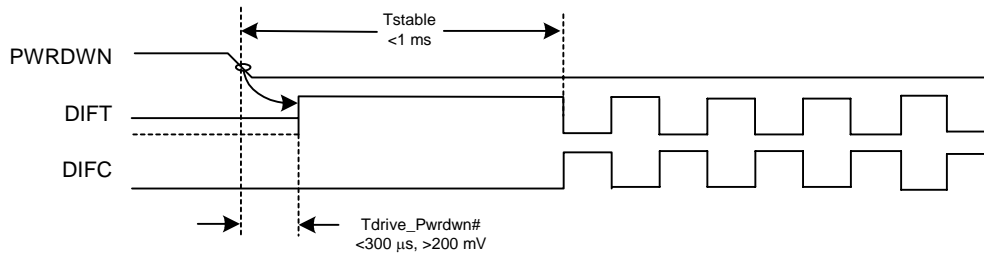 Tstable
<1 ms
PWRDWN
DIFT
DIFC
Tdrive_Pwrdwn#
<300 μs, >200 mV